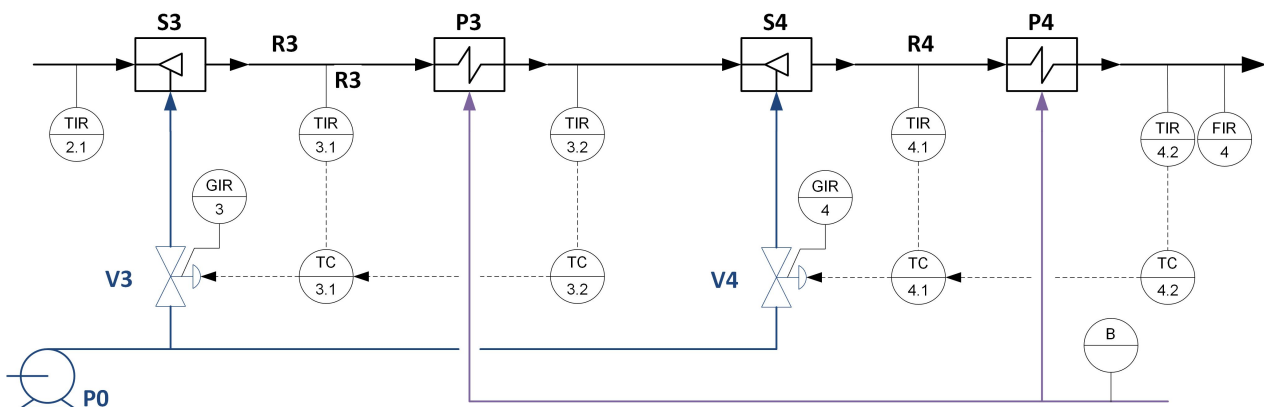 S3
R3
P3
S4
R4
P4
R3
TIR
2.1
TIR
3.1
TIR
3.2
TIR
4.1
TIR
4.2
FIR
4
GIR
3
GIR
4
V3
TC
3.1
TC
3.2
V4
TC
4.1
TC
4.2
B
P0